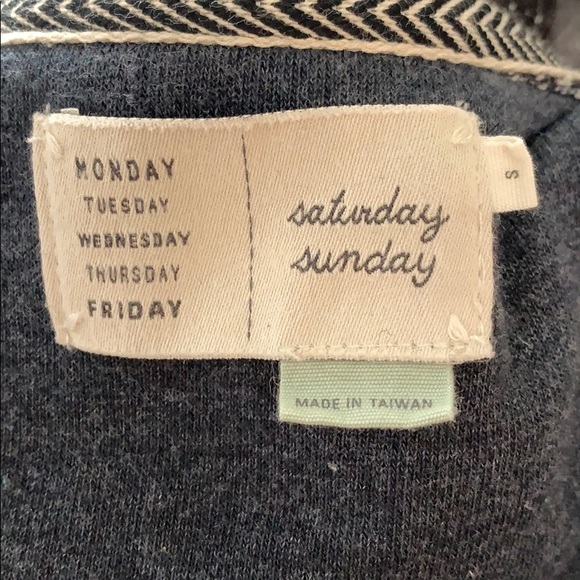 MONDAY
TUESDAY
WEDNESDAY
THURSDAY
FRIDAY
saturday
sunday
S
MADE IN TAIWAN